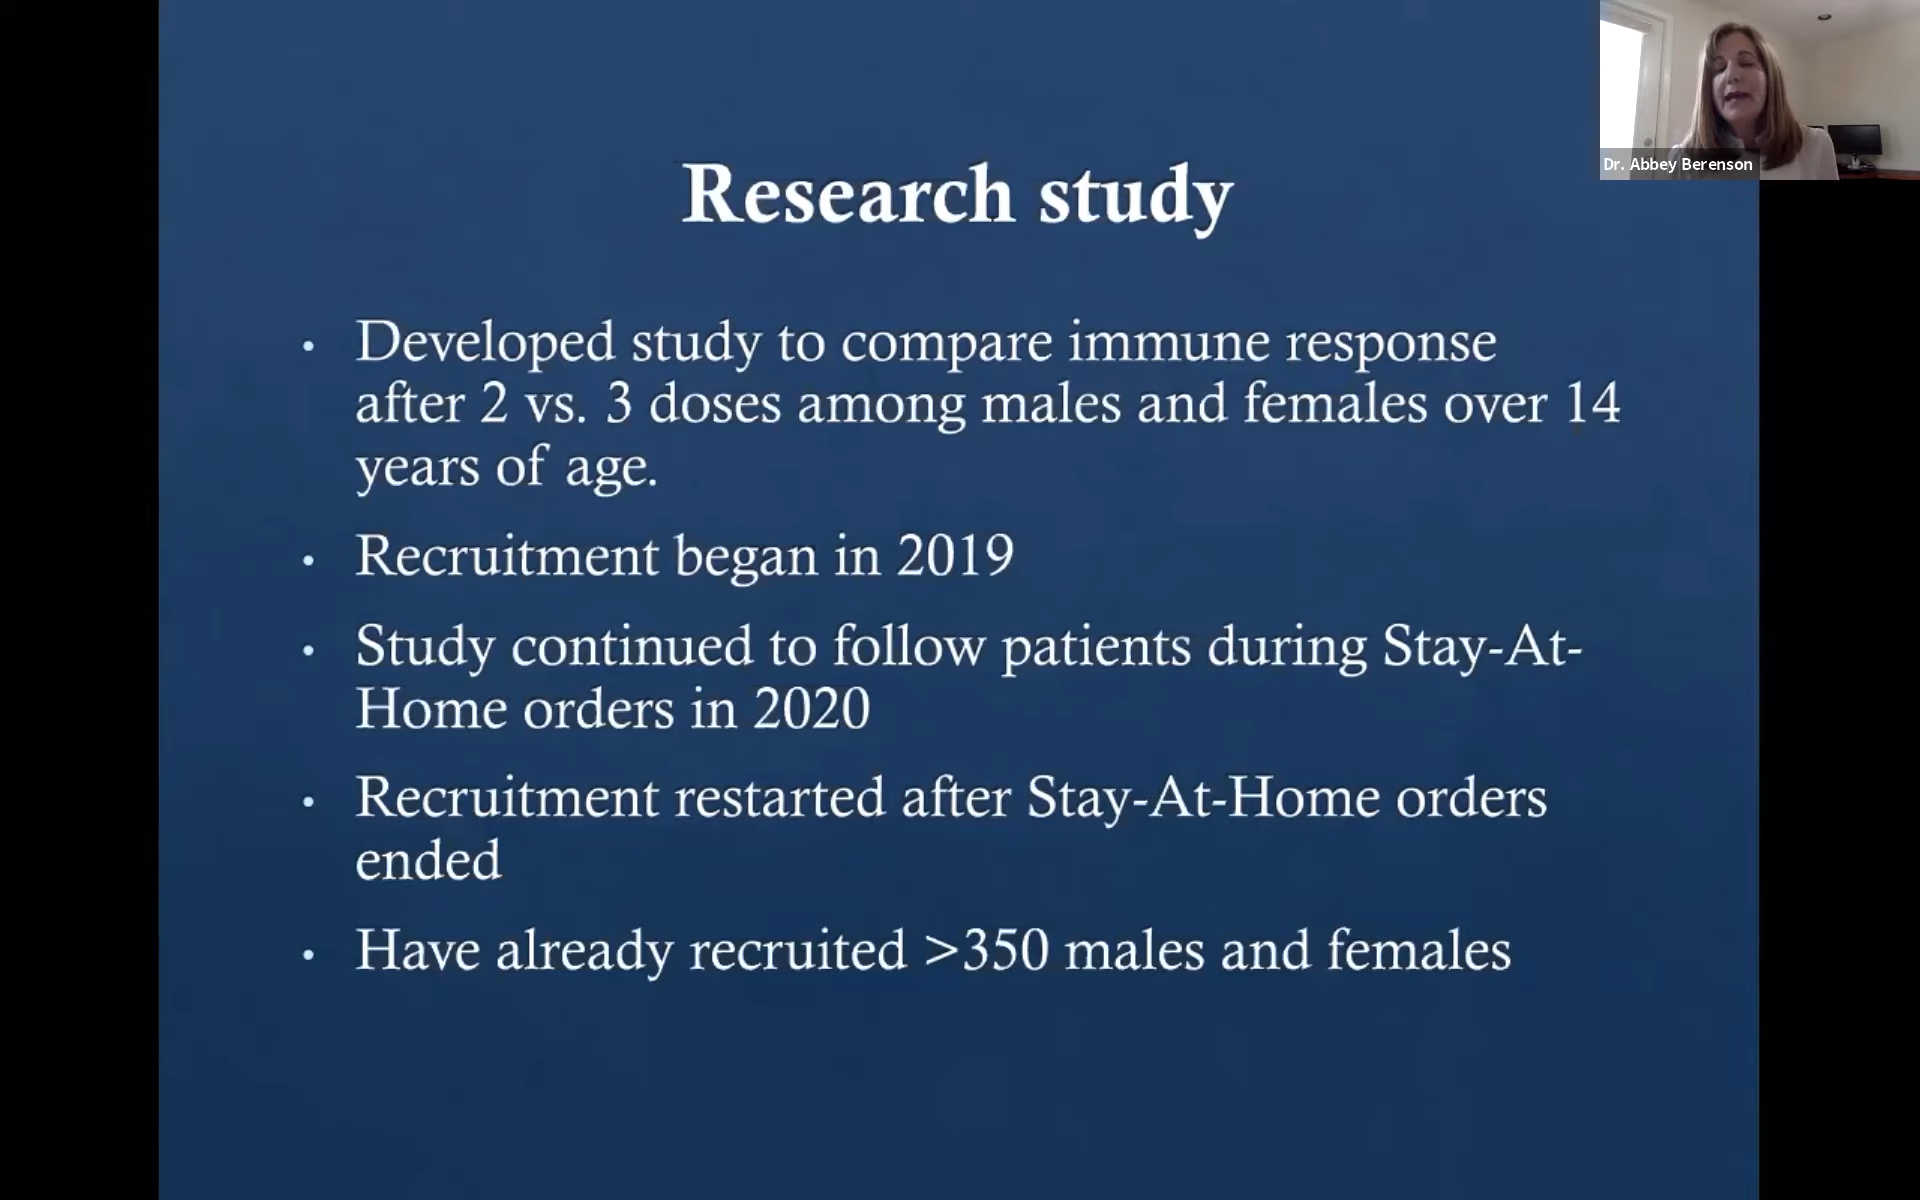 Dr. Abbey Berenson
Research study
• Developed study to compare immune response
after 2 vs. 3 doses among males and females over 14
years of age.
• Recruitment began in 2019
• Study continued to follow patients during Stay-At-
Home orders in 2020
• Recruitment restarted after Stay-At-Home orders
ended
• Have already recruited >350 males and females